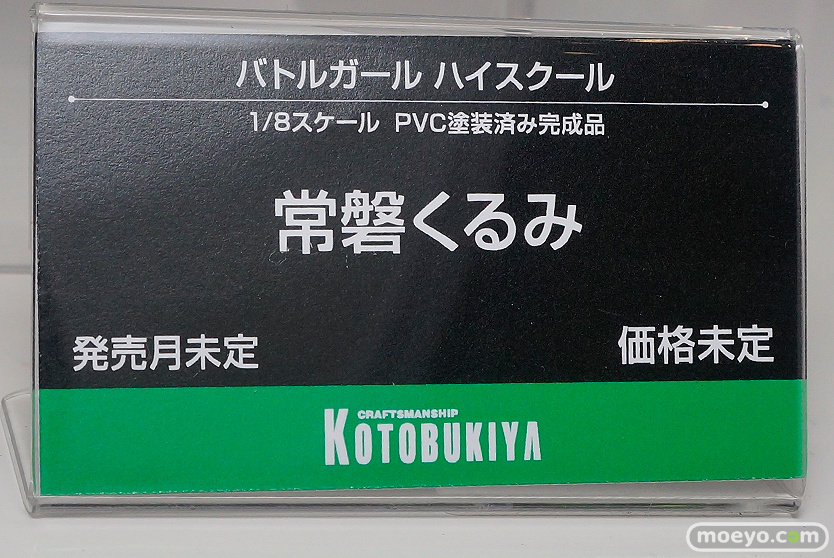 バトルガール ハイスクール
1/8スケール PVC塗装済み完成品
常磐くるみ
発売月未定
価格未定
CRAFTSMANSHIP
KOTOBUKIYA
moeyo.com